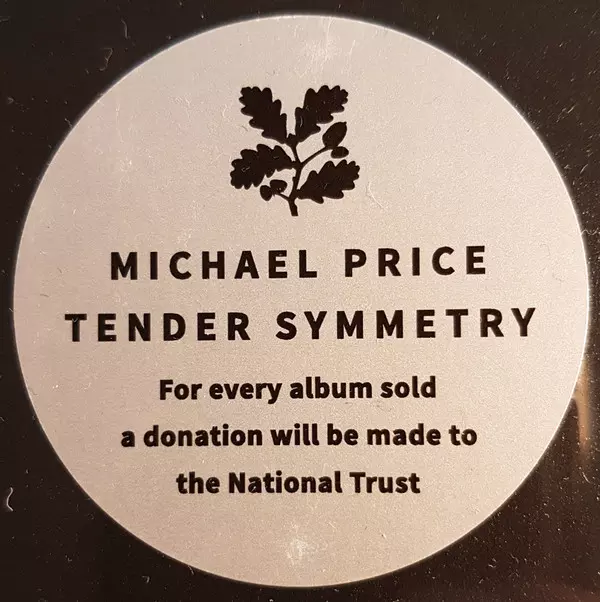 MICHAEL PRICE
TENDER SYMMETRY
For every album sold
a donation will be made to
the National Trust